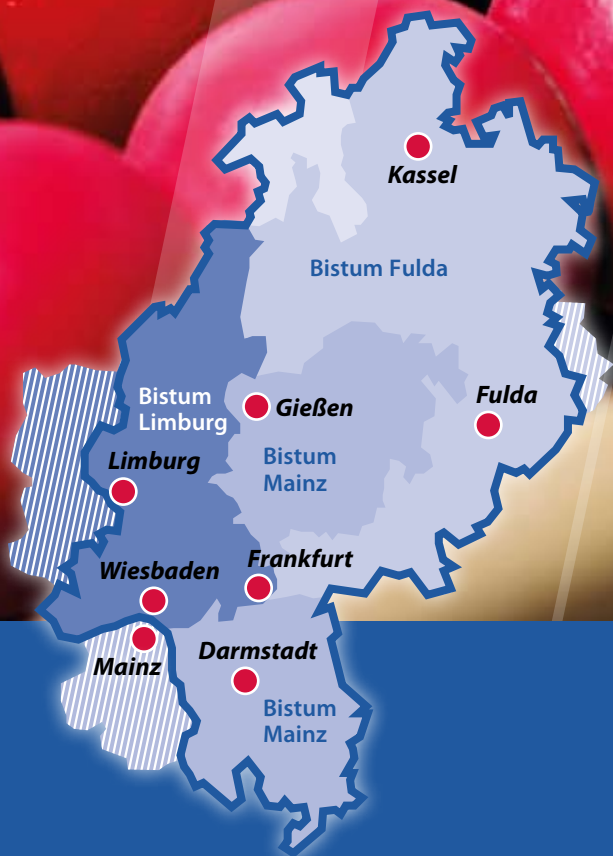 Kassel
Bistum Fulda
Bistum
Limburg
Gießen
Fulda
Limburg
Bistum
Mainz
Wiesbaden
Frankfurt
Mainz
Darmstadt
Bistum
Mainz